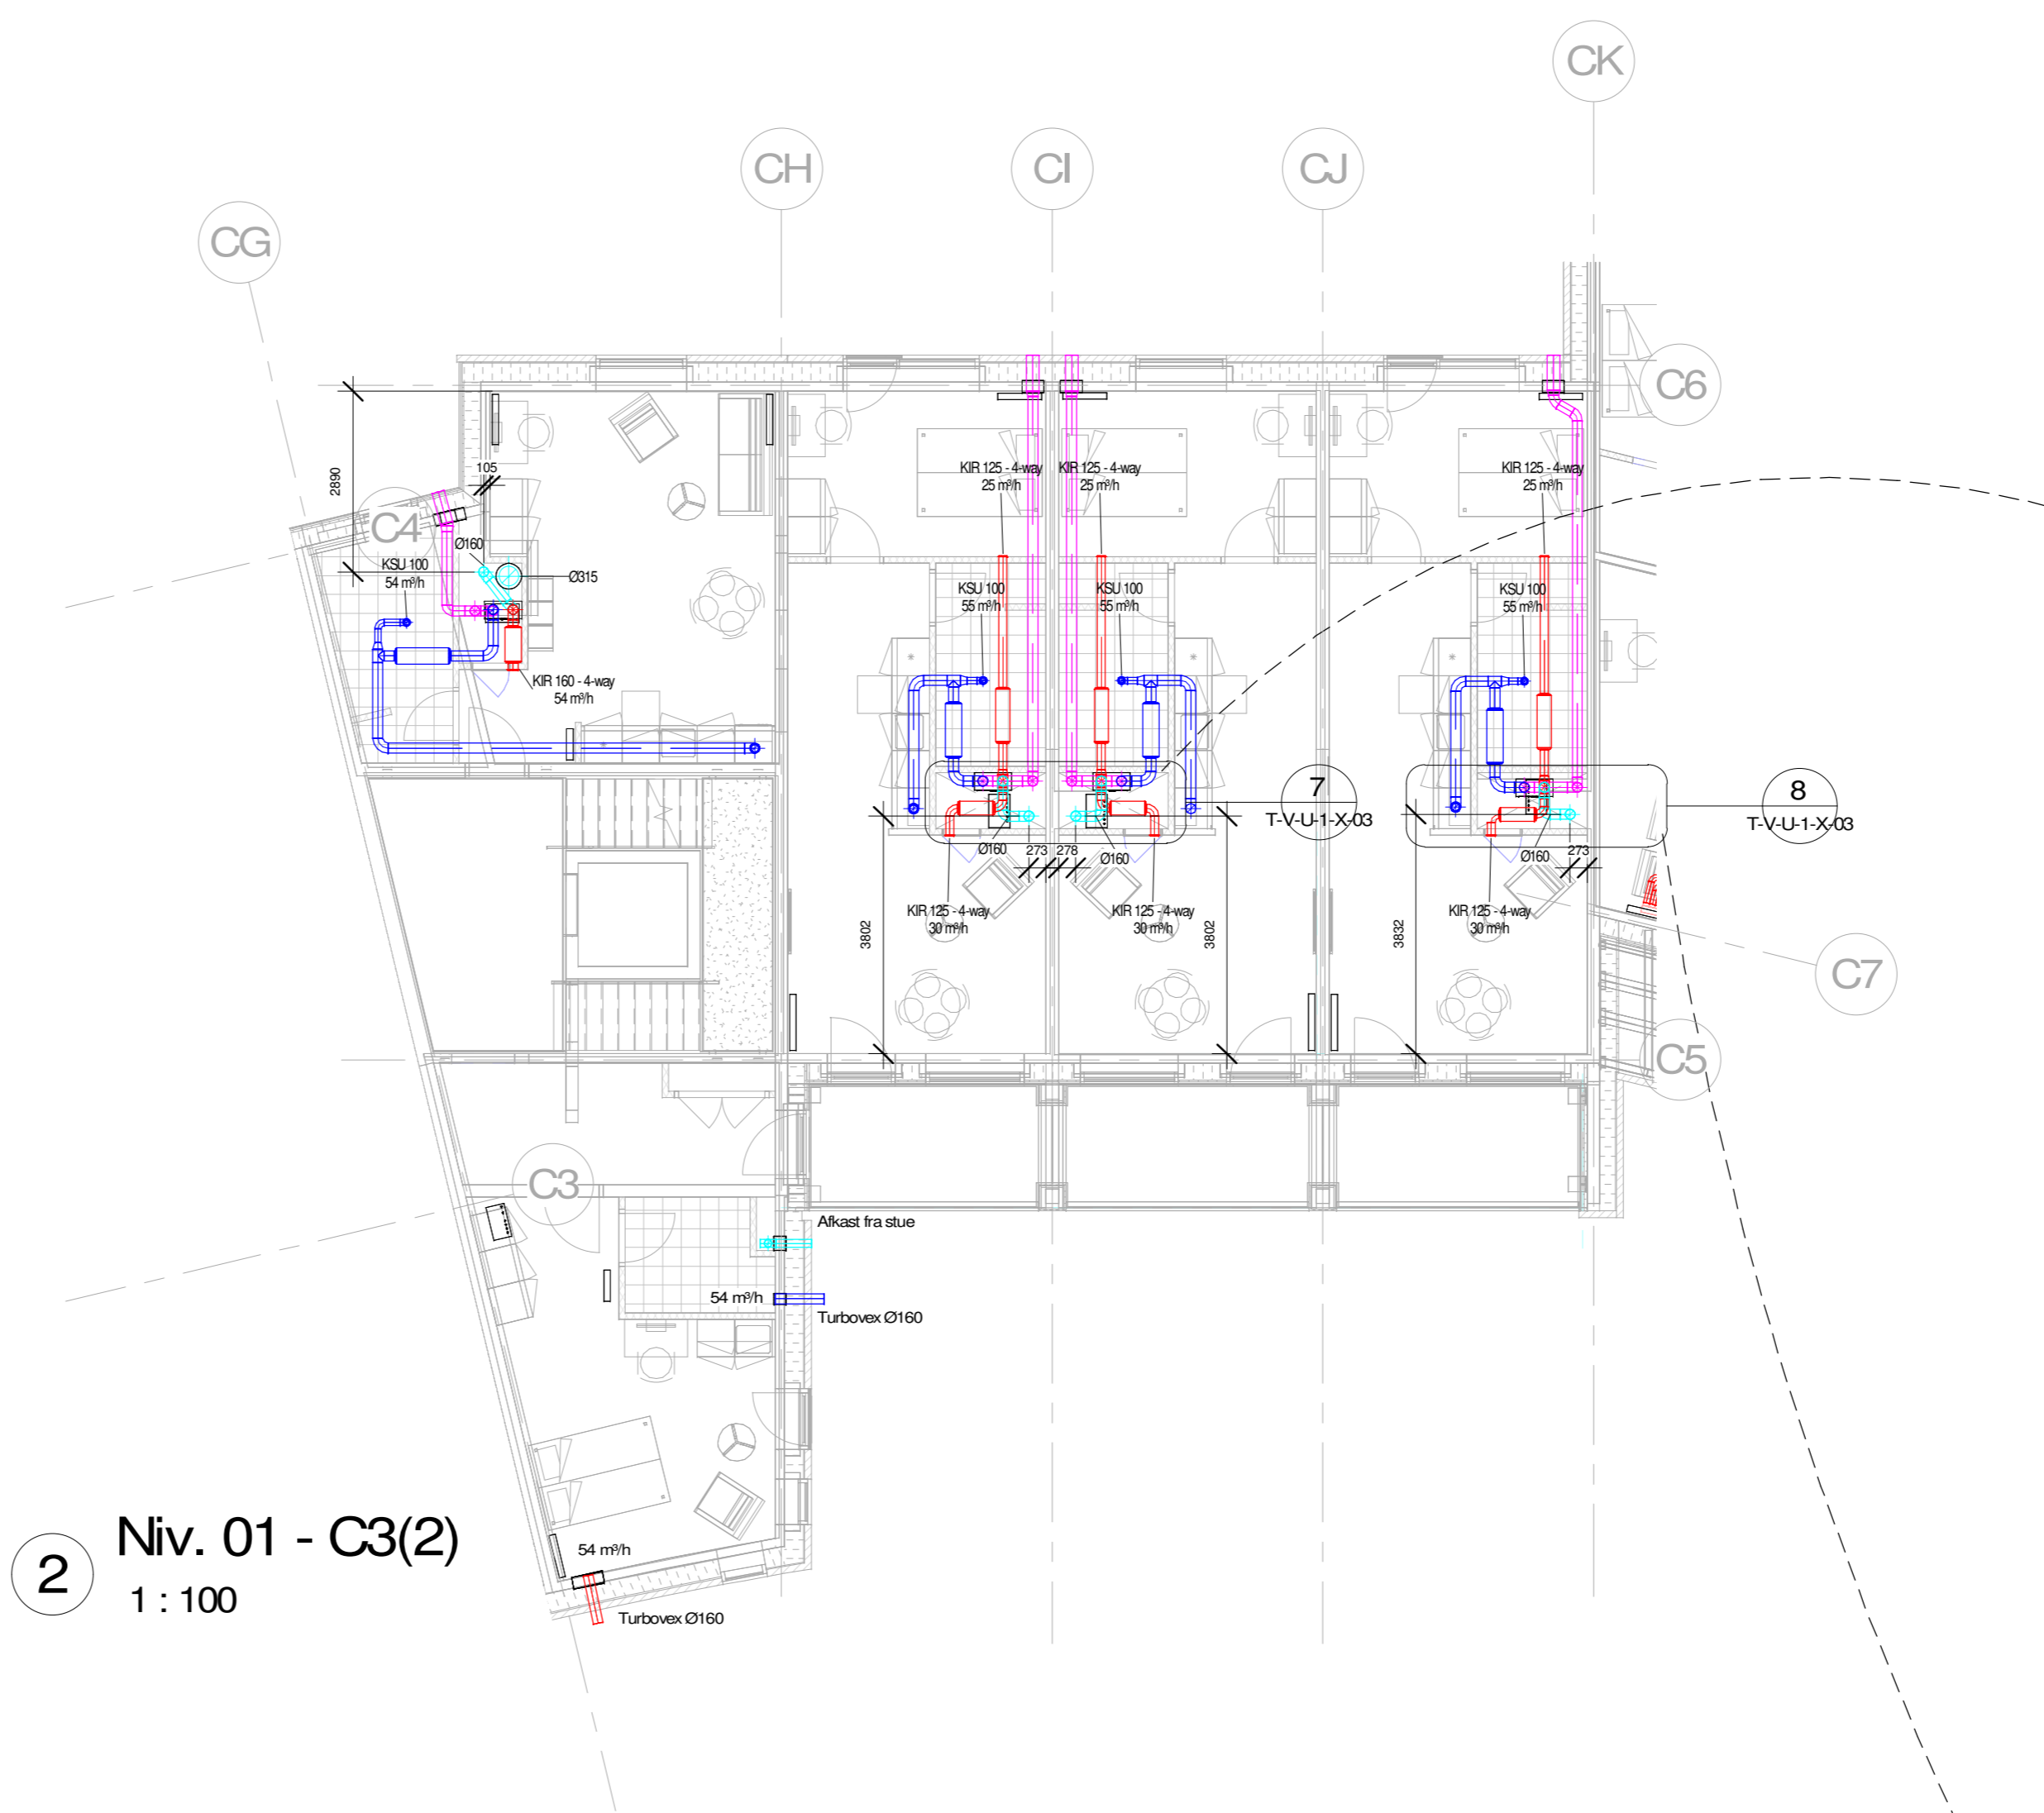 CK
CH
CI
CJ
CG
C6
2890
105
KIR 125 - 4-way
25 m³/h
KIR 125 - 4-way
25 m³/h
KIR 125 - 4-way
25 m³/h
C4
Ø160
KSU 100
54 m³/h
Ø315
KSU 100
55 m³/h
KSU 100
55 m³/h
KSU 100
55 m³/h
KIR 160 - 4-way
54 m³/h
7
T-V-U-1-X-03
8
T-V-U-1-X-03
Ø160
273
278
Ø160
Ø160
273
KIR 125 - 4-way
30 m³/h
KIR 125 - 4-way
30 m³/h
KIR 125 - 4-way
30 m³/h
3802
3802
3832
C7
C5
C3
Afkast fra stue
54 m³/h
Turbovex Ø160
2
Niv. 01 - C3(2)
1 : 100
54 m³/h
Turbovex Ø160